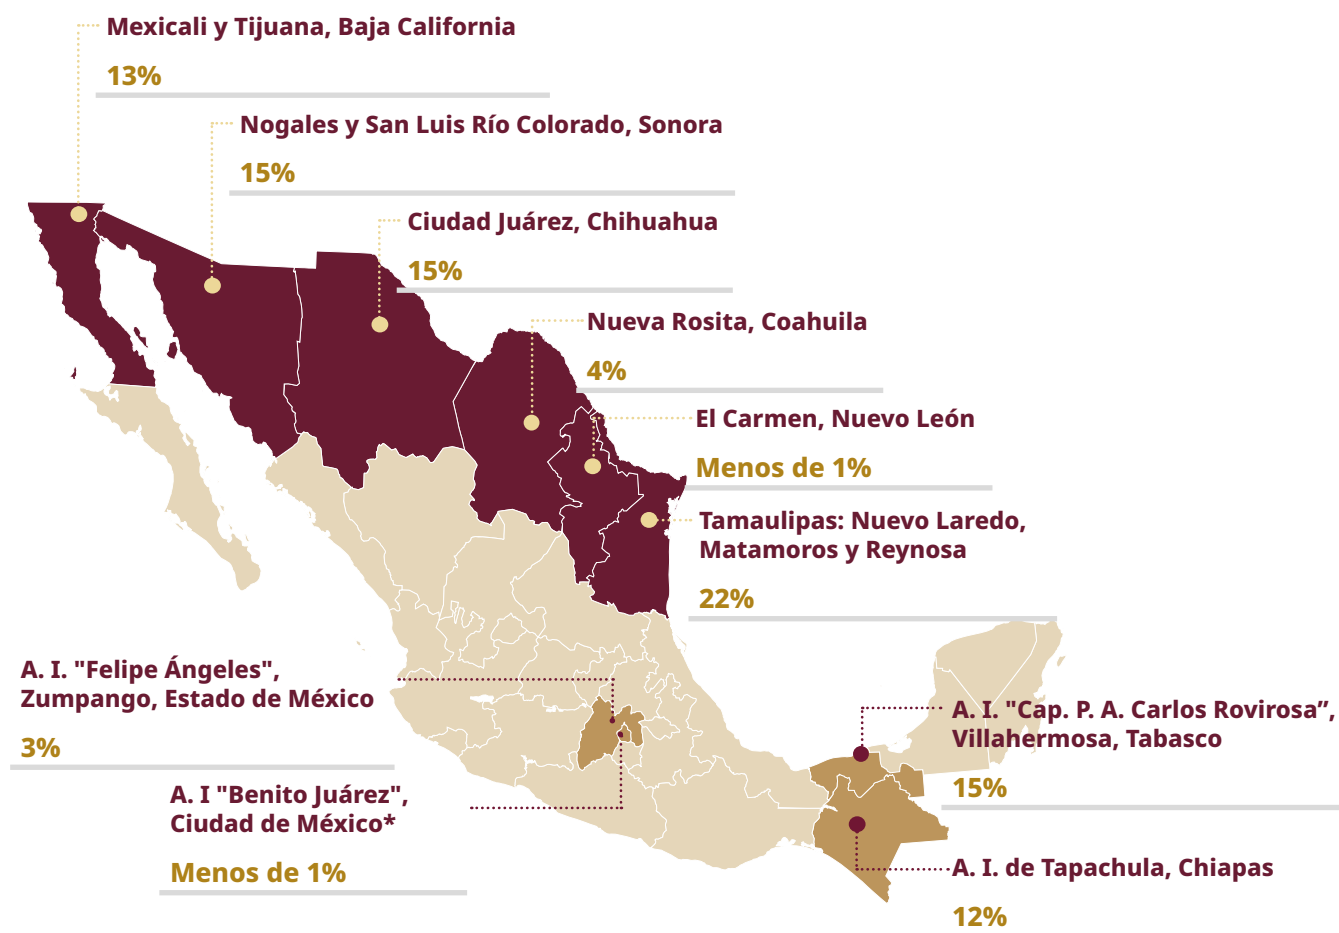 Mexicali y Tijuana, Baja California
13%
Nogales y San Luis Río Colorado, Sonora
15%
Ciudad Juárez, Chihuahua
15%
Nueva Rosita, Coahuila
4%
El Carmen, Nuevo León
Menos de 1%
Tamaulipas: Nuevo Laredo,
Matamoros y Reynosa
22%
A. I. "Felipe Ángeles",
Zumpango, Estado de México
3%
A. I "Benito Juárez",
Ciudad de México*
Menos de 1%
A. I. "Cap. P. A. Carlos Rovirosa”,
Villahermosa, Tabasco
15%
A. I. de Tapachula, Chiapas
12%